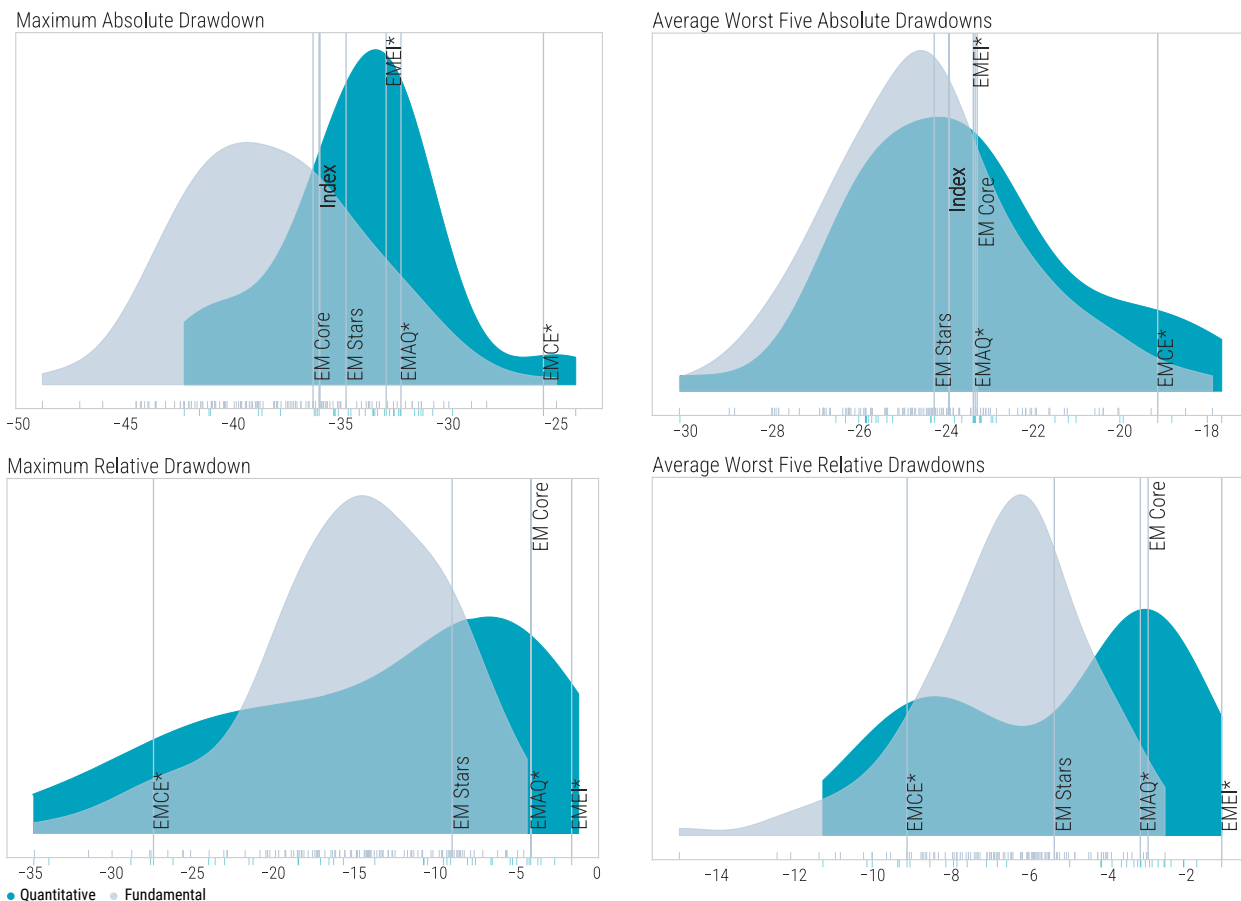 Maximum Absolute Drawdown
EMEI*
Index
EM Core
EM Stars
EMAQ*
EMCE*
−50 −45 −40 −35 −30 −25
Average Worst Five Absolute Drawdowns
EMEI*
Index
EM Core
EM Stars
EMAQ*
EMCE*
−30 −28 −26 −24 −22 −20 −18
Maximum Relative Drawdown
EM Core
EMCE*
EM Stars
EMAQ*
EMEI*
−35 −30 −25 −20 −15 −10 −5 0
Average Worst Five Relative Drawdowns
EM Core
EMCE*
EM Stars
EMAQ*
EMEI*
−14 −12 −10 −8 −6 −4 −2
Quantitative Fundamental